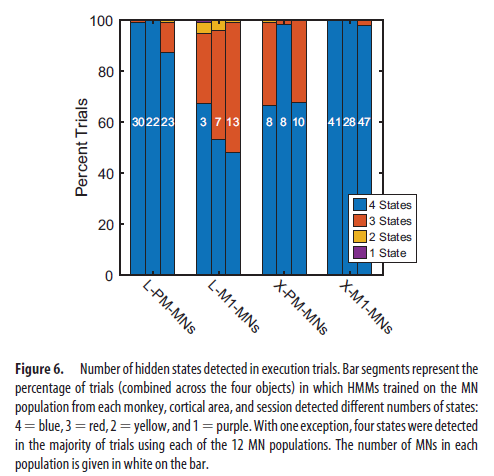 100
80
60
40
20
0
Percent Trials
30 22 23
3 7 13
8 8 10
41 28 47
4 States
3 States
2 States
1 State
L-PM-MNs
L-M1-MNs
X-PM-MNs
X-M1-MNs
Figure 6. Number of hidden states detected in execution trials. Bar segments represent the
percentage of trials (combined across the four objects) in which HMMs trained on the MN
population from each monkey, cortical area, and session detected different numbers of states:
4 = blue, 3 = red, 2 = yellow, and 1 = purple. With one exception, four states were detected
in the majority of trials using each of the 12 MN populations. The number of MNs in each
population is given in white on the bar.